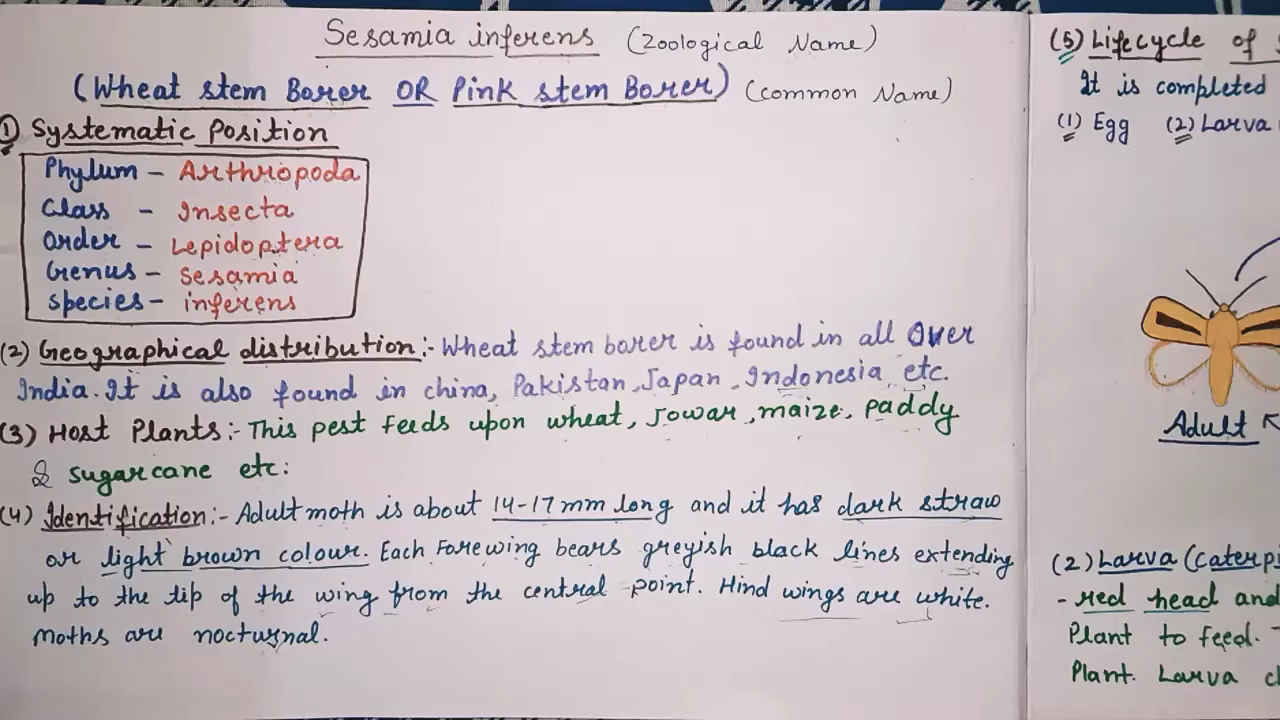 Sesamia inferens (Zoological Name)
(Wheat stem Borer OR Pink stem Borer) (common Name)
(1) Systematic Position
Phylum - Arthropoda
Class - Insecta
Order - Lepidoptera
Genus - Sesamia
Species - inferens
(2) Geographical distribution :- Wheat stem borer is found in all Over
India. It is also found in china, Pakistan, Japan, Indonesia etc.
(3) Host Plants :- This pest feeds upon wheat, Jowar, maize, Paddy
& sugarcane etc:
(4) Identification :- Adult moth is about 14-17 mm long and it has dark straw
or light brown colour. Each Forewing bears greyish black lines extending
up to the tip of the wing from the central point. Hind wings are white.
Moths are nocturnal.
(5) Lifecycle of
It is completed
(1) Egg (2) Larva
Adult
(2) Larva (caterpi
- red head and
Plant to feed.
Plant. Larva